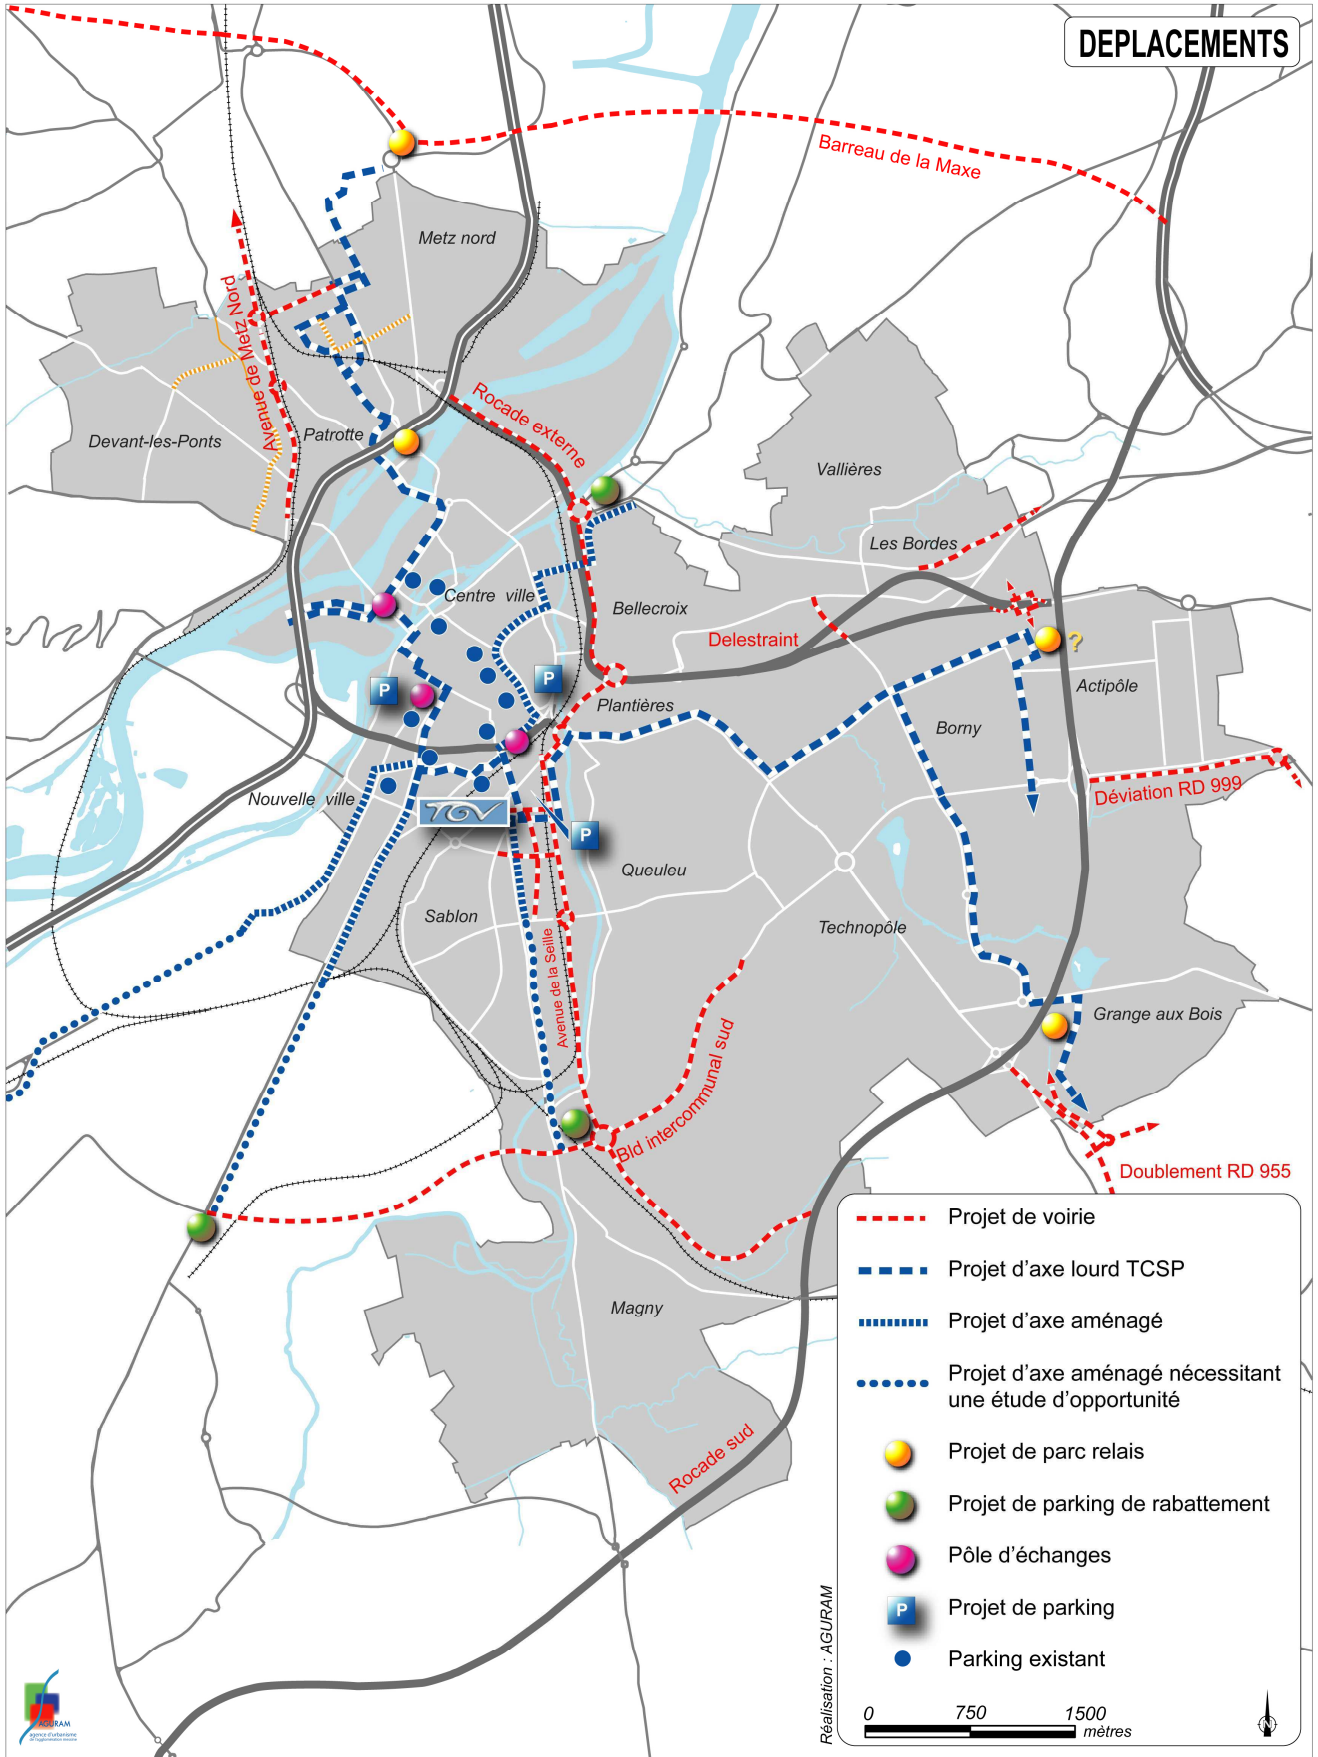 DEPLACEMENTS
Barreau de la Maxe
Metz nord
Avenue de Metz Nord
Rocade externe
Devant-les-Ponts
Patrotte
Vallières
Les Bordes
Centre ville
Bellecroix
Delestraint
?
P
P
Plantières
Actipôle
Borny
Nouvelle ville
TGV
Déviation RD 999
P
Queuleu
Sablon
Technopôle
Avenue de la Seille
Grange aux Bois
Bld intercommunal sud
Doublement RD 955
Magny
Rocade sud
Projet de voirie
Projet d'axe lourd TCSP
Projet d'axe aménagé
Projet d'axe aménagé nécessitant
une étude d'opportunité
Projet de parc relais
Projet de parking de rabattement
Pôle d'échanges
P
Projet de parking
Parking existant
0 750 1500
mètres
N
Réalisation : AGURAM
AGURAM
agence d'urbanisme